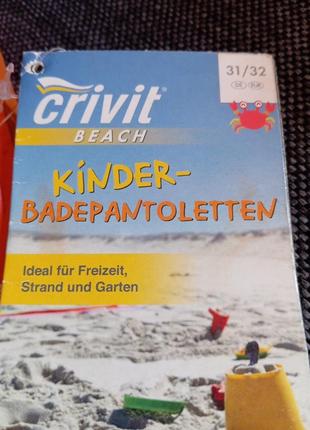 crivit
BEACH
31/32
KiNDER-
BADEPANTOLETTEN
Ideal für Freizeit,
Strand und Garten